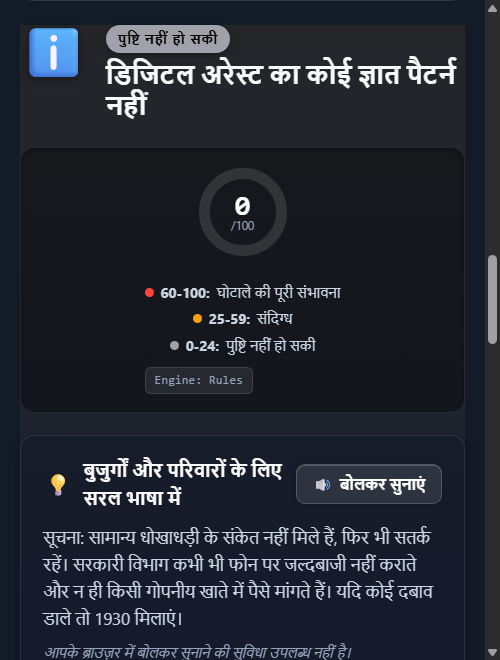 पुष्टि नहीं हो सकी
डिजिटल अरेस्ट का कोई ज्ञात पैटर्न
नहीं
0
/100
60-100: घोटाले की पूरी संभावना
25-59: संदिग्ध
0-24: पुष्टि नहीं हो सकी
Engine: Rules
बुजुर्गों और परिवारों के लिए
सरल भाषा में
बोलकर सुनाएं
सूचना: सामान्य धोखाधड़ी के संकेत नहीं मिले हैं, फिर भी सतर्क
रहें। सरकारी विभाग कभी भी फोन पर जल्दबाजी नहीं कराते
और न ही किसी गोपनीय खाते में पैसे मांगते हैं। यदि कोई दबाव
डाले तो 1930 मिलाएं।
आपके ब्राउज़र में बोलकर सुनाने की सुविधा उपलब्ध नहीं है।